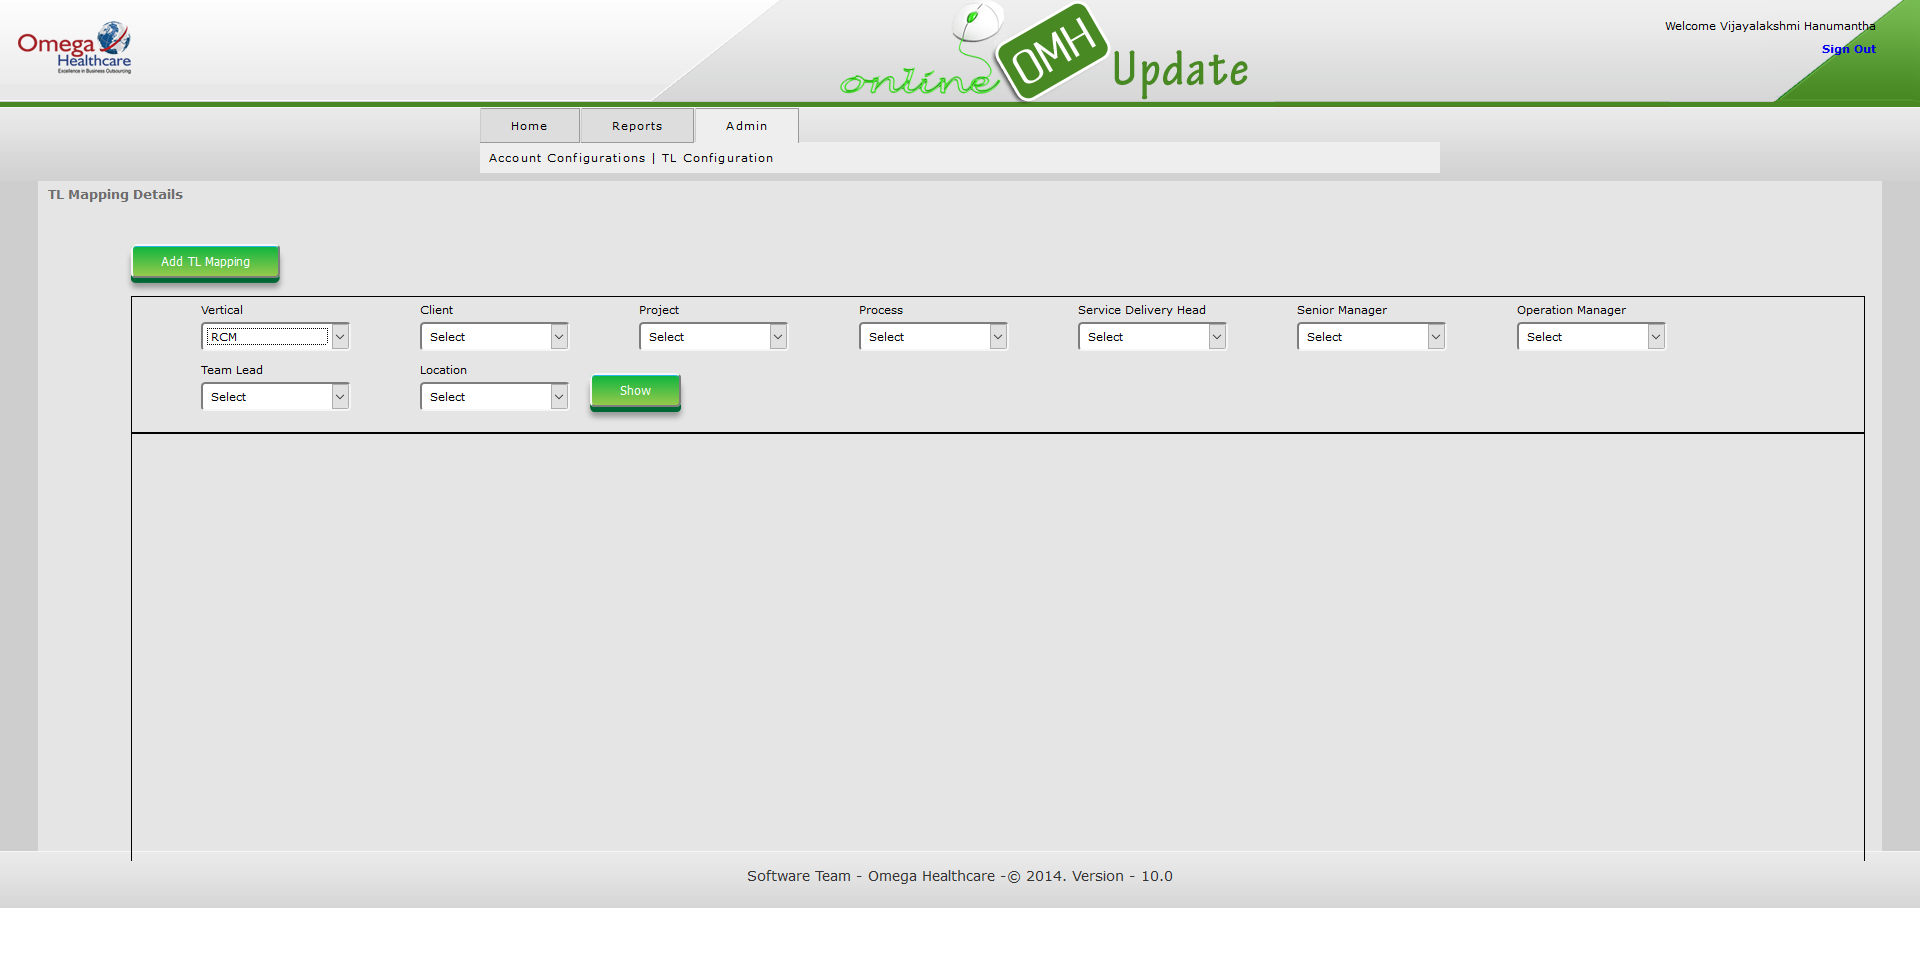 Omega
Healthcare
Excellence in Business Outsourcing
online OMH Update
Welcome Vijayalakshmi Hanumantha
Sign Out
Home Reports Admin
Account Configurations | TL Configuration
TL Mapping Details
Add TL Mapping
Vertical Client Project Process Service Delivery Head Senior Manager Operation Manager
RCM Select Select Select Select Select Select
Team Lead Location
Select Select Show
Software Team - Omega Healthcare -© 2014. Version - 10.0